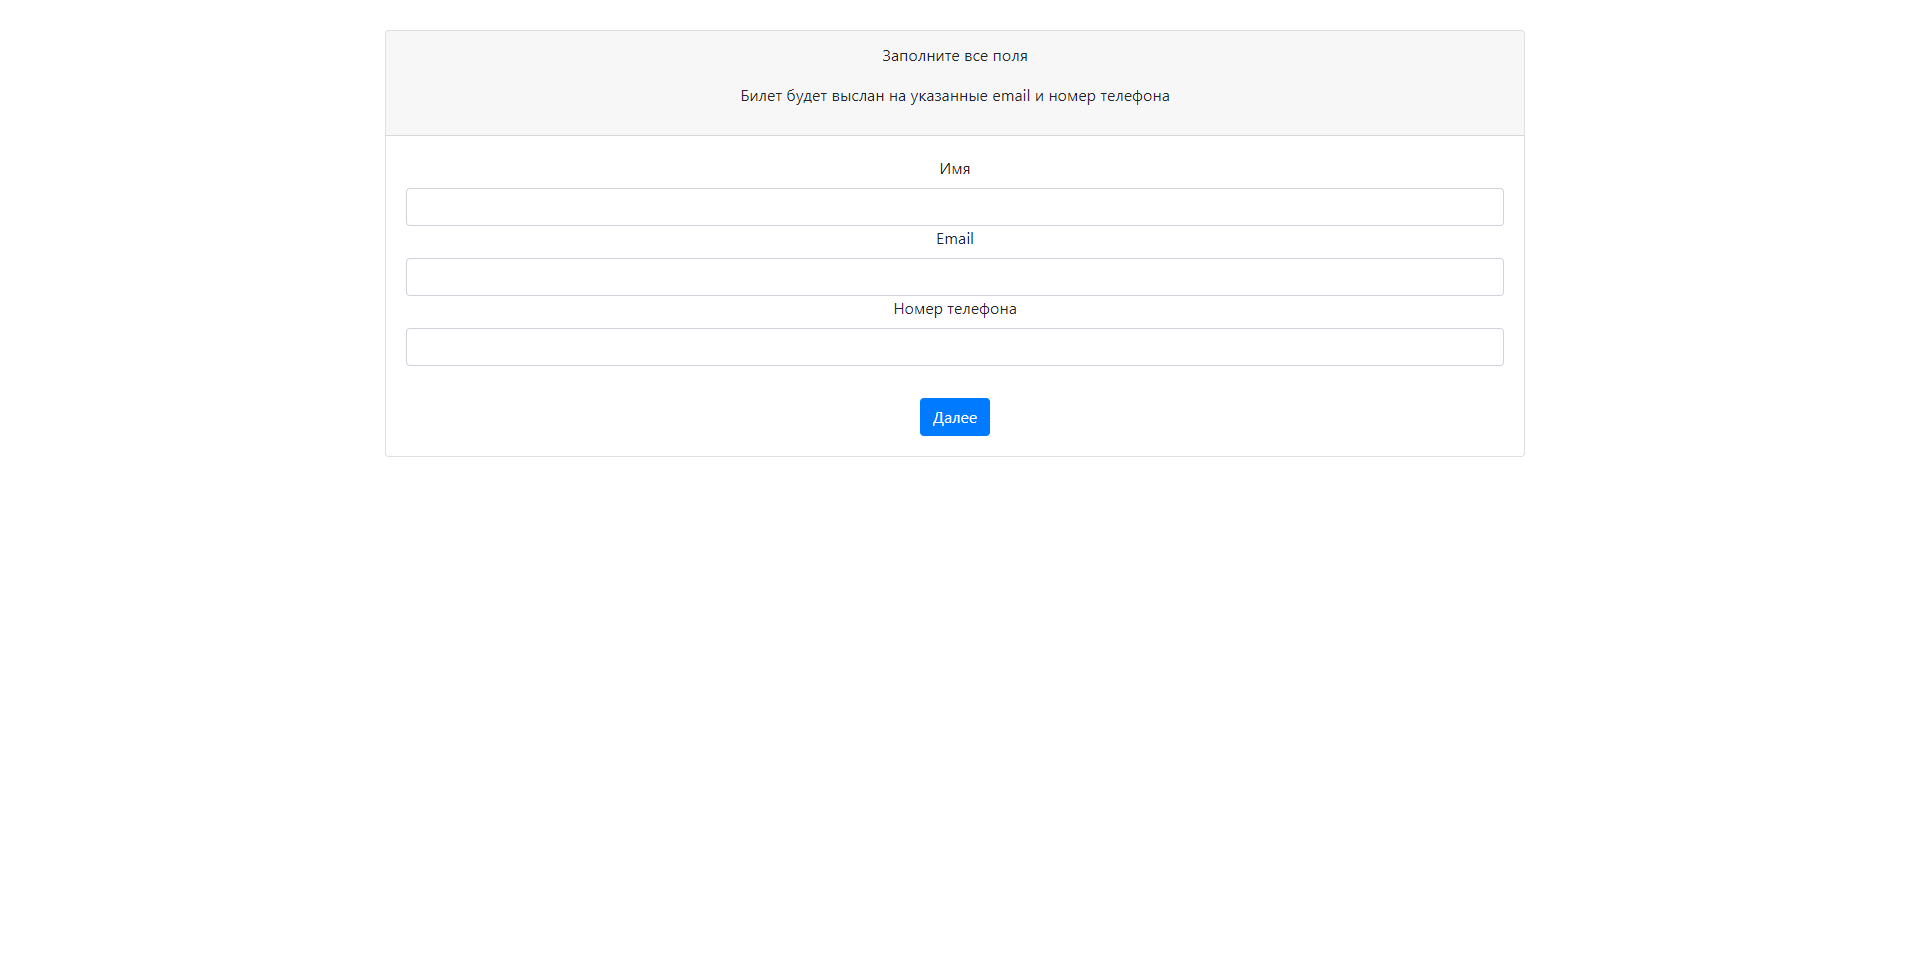 Заполните все поля
Билет будет выслан на указанные email и номер телефона
Имя
Email
Номер телефона
Далее